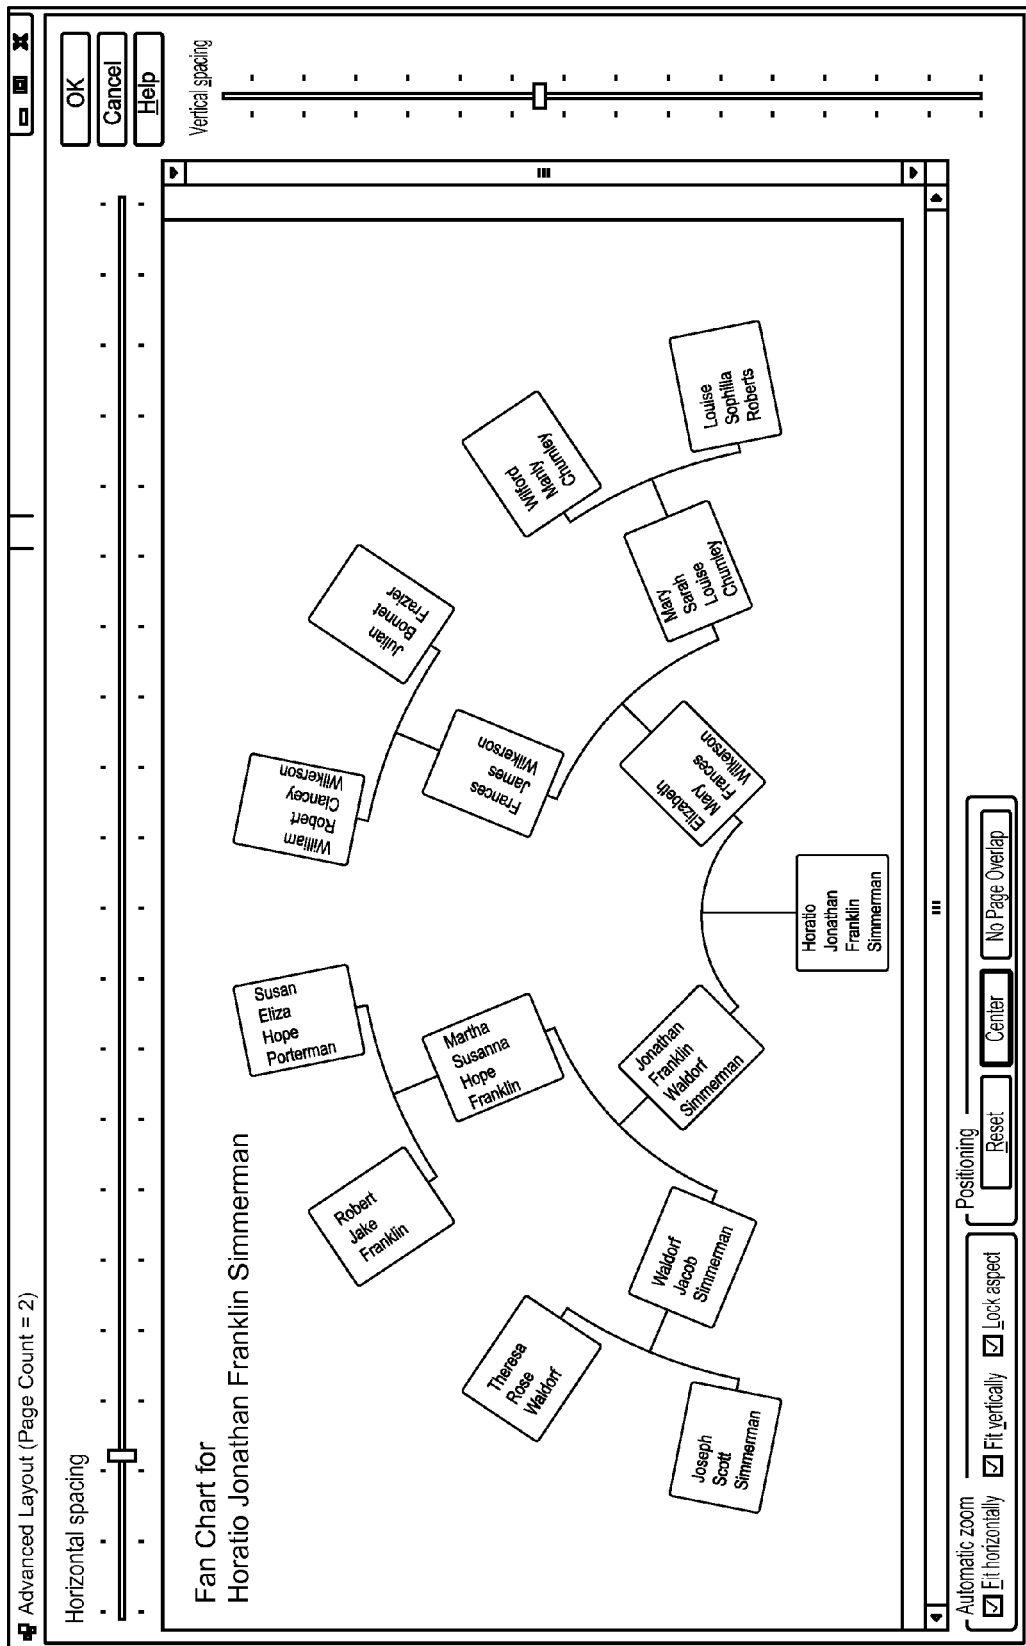 Advanced Layout (Page Count = 2)
Horizontal spacing
OK
Cancel
Help
Vertical spacing
Fan Chart for
Horatio Jonathan Franklin Simmerman
Joseph
Scott
Simmerman
Theresa
Rose
Waldorf
Robert
Jake
Franklin
Susan
Eliza
Hope
Porterman
William
Robert
Clancey
Wilkerson
Julian
Bonnet
Frazier
Wilford
Manly
Chumley
Louise
Sophilia
Roberts
Waldorf
Jacob
Simmerman
Martha
Susanna
Hope
Franklin
Frances
James
Wilkerson
Mary
Sarah
Louise
Chumley
Jonathan
Franklin
Waldorf
Simmerman
Elizabeth
Mary
Frances
Wilkerson
Horatio
Jonathan
Franklin
Simmerman
Automatic zoom
Fit horizontally
Fit vertically
Lock aspect
Positioning
Reset
Center
No Page Overlap